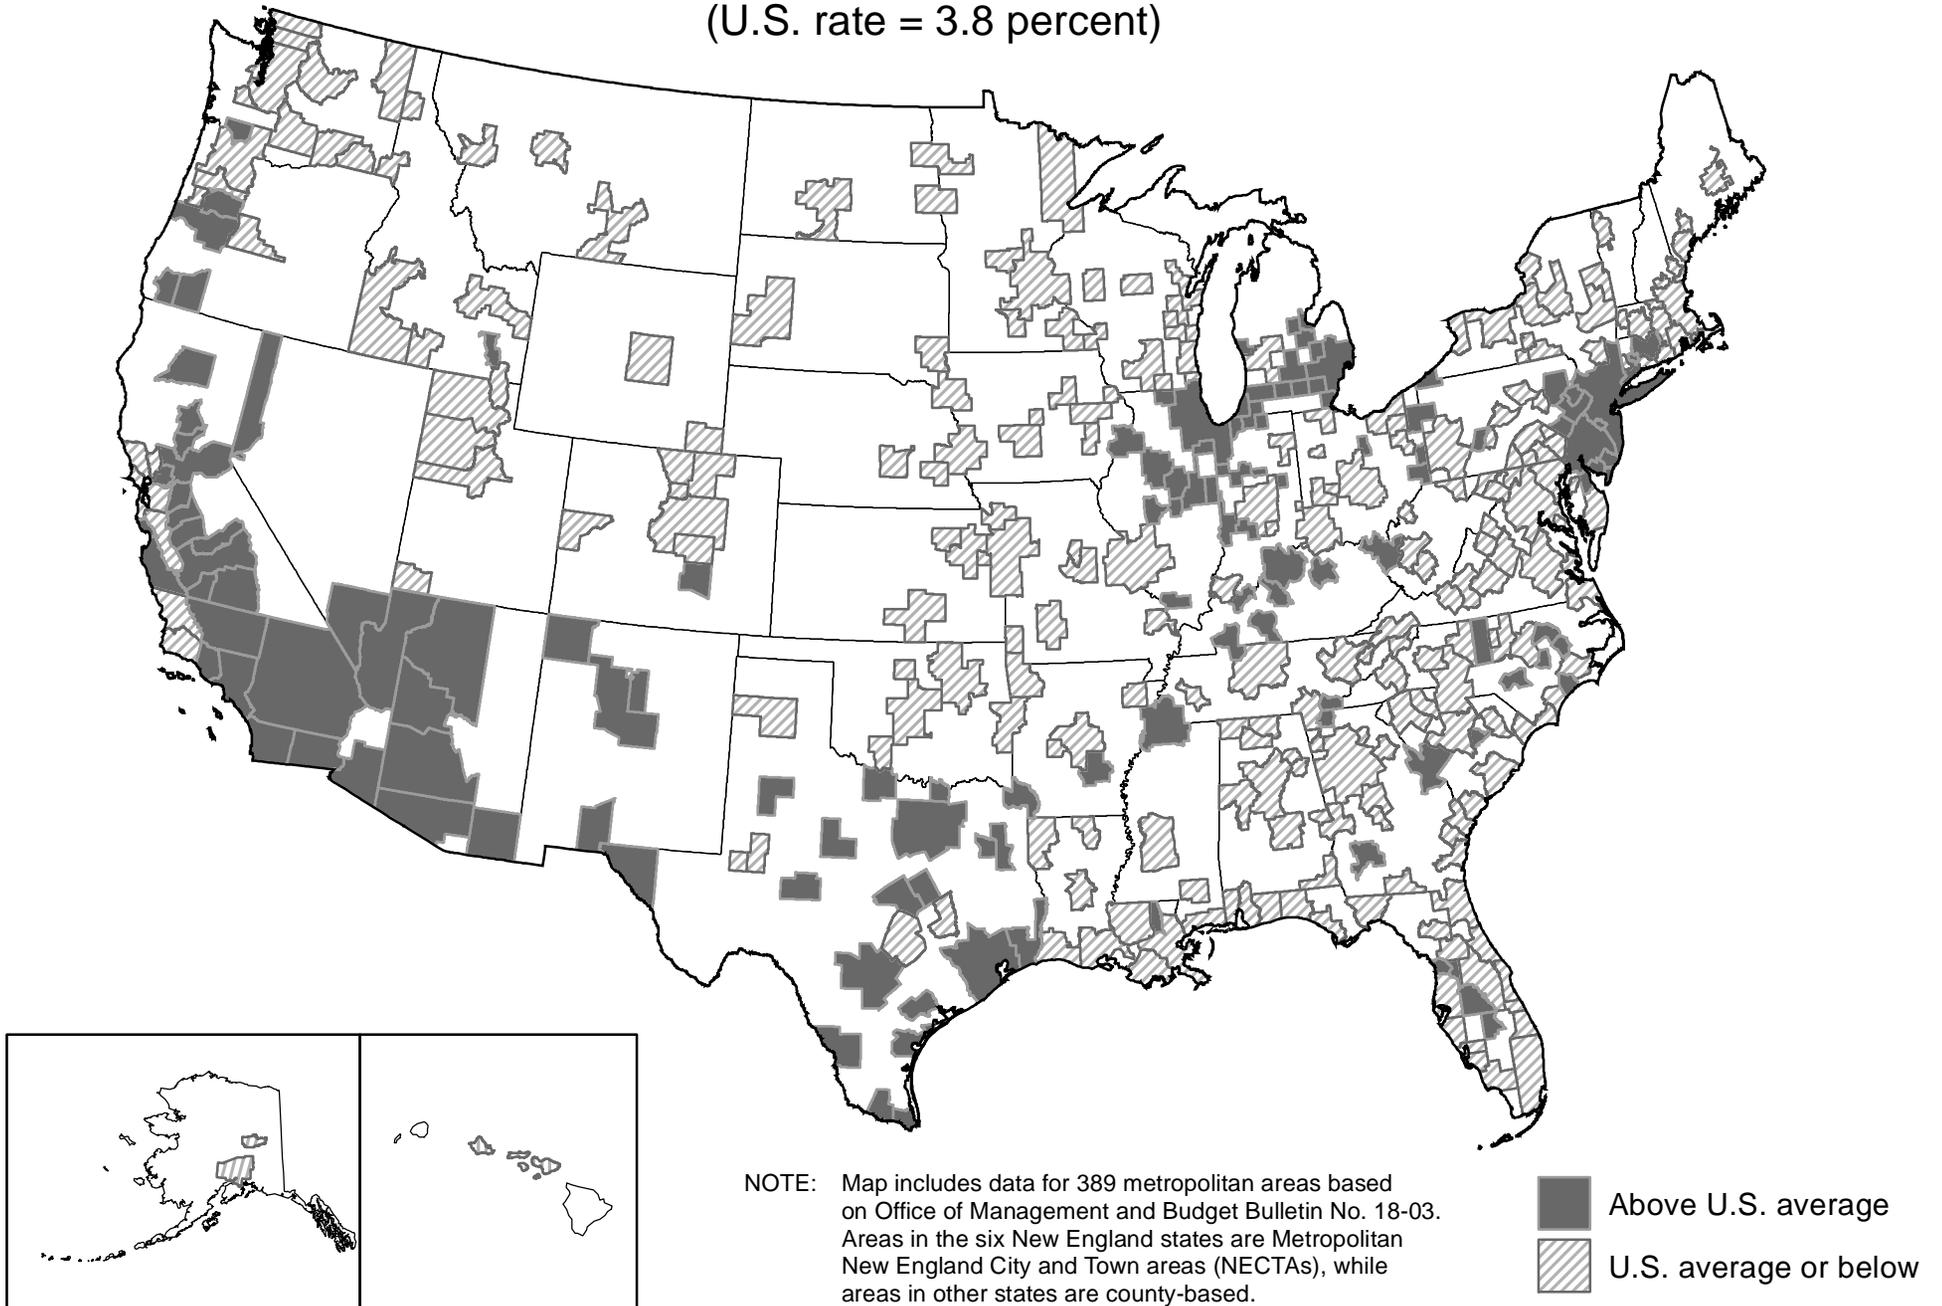 (U.S. rate = 3.8 percent)
NOTE: Map includes data for 389 metropolitan areas based
on Office of Management and Budget Bulletin No. 18-03.
Areas in the six New England states are Metropolitan
New England City and Town areas (NECTAs), while
areas in other states are county-based.
Above U.S. average
U.S. average or below